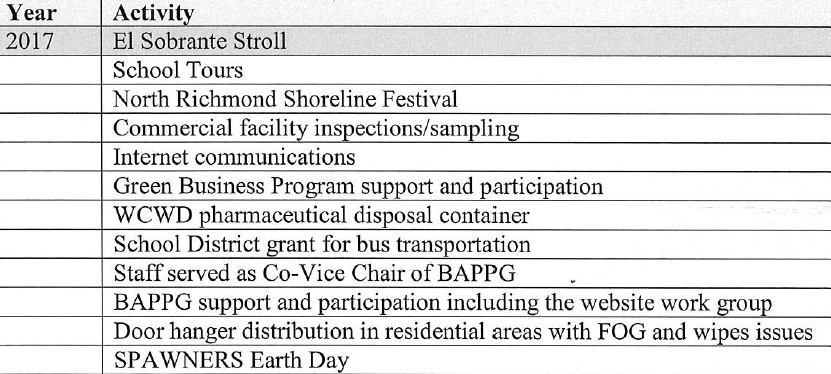 Year Activity
2017 El Sobrante Stroll
School Tours
North Richmond Shoreline Festival
Commercial facility inspections/sampling
Internet communications
Green Business Program support and participation
WCWD pharmaceutical disposal container
School District grant for bus transportation
Staff served as Co-Vice Chair of BAPPG
BAPPG support and participation including the website work group
Door hanger distribution in residential areas with FOG and wipes issues
SPAWNERS Earth Day